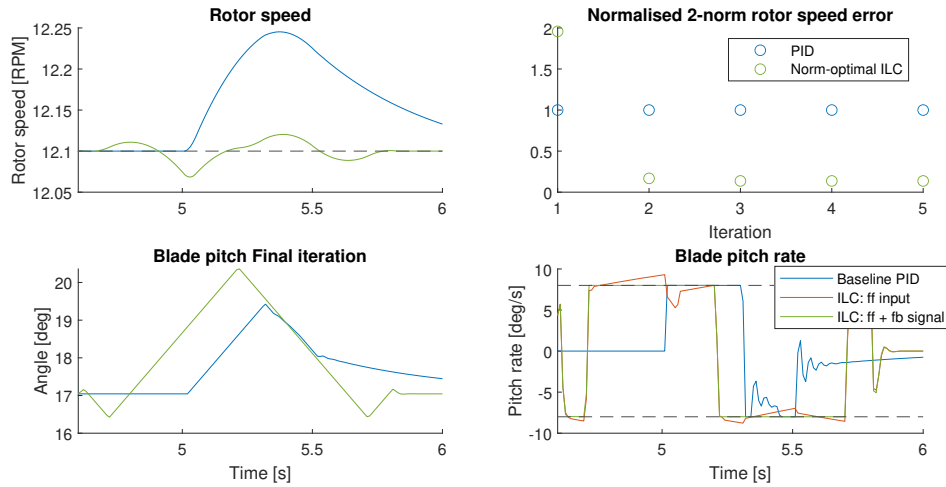 Rotor speed
Normalised 2-norm rotor speed error
12.25
12.2
12.15
12.1
12.05
Rotor speed [RPM]
5
5.5
6
2
1.5
1
0.5
0
PID
Norm-optimal ILC
1
2
3
4
5
Iteration
Blade pitch Final iteration
Blade pitch rate
20
19
18
17
16
Angle [deg]
5
5.5
6
Time [s]
10
5
0
-5
-10
Pitch rate [deg/s]
Baseline PID
ILC: ff input
ILC: ff + fb signal
5
5.5
6
Time [s]